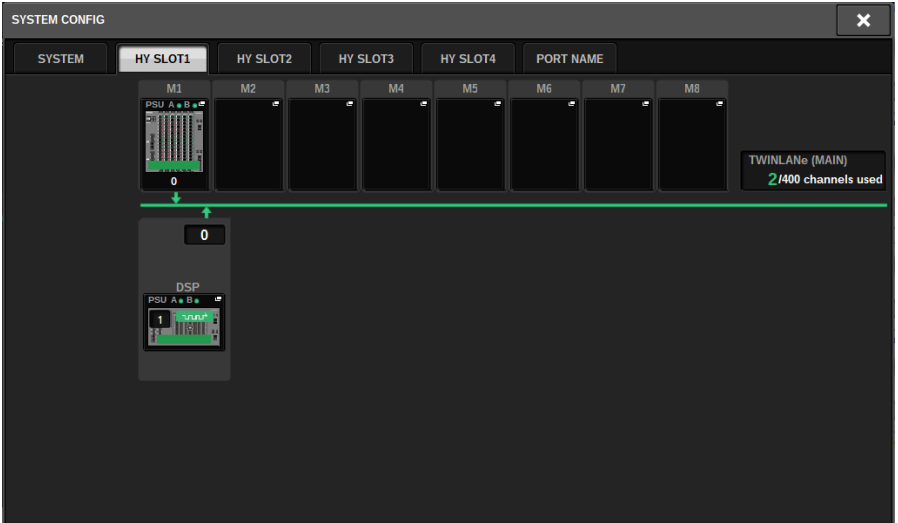 SYSTEM CONFIG
SYSTEM HY SLOT1 HY SLOT2 HY SLOT3 HY SLOT4 PORT NAME
M1 M2 M3 M4 M5 M6 M7 M8
PSU A B
0
TWINLANe (MAIN)
2/400 channels used
0
DSP
PSU A B
1